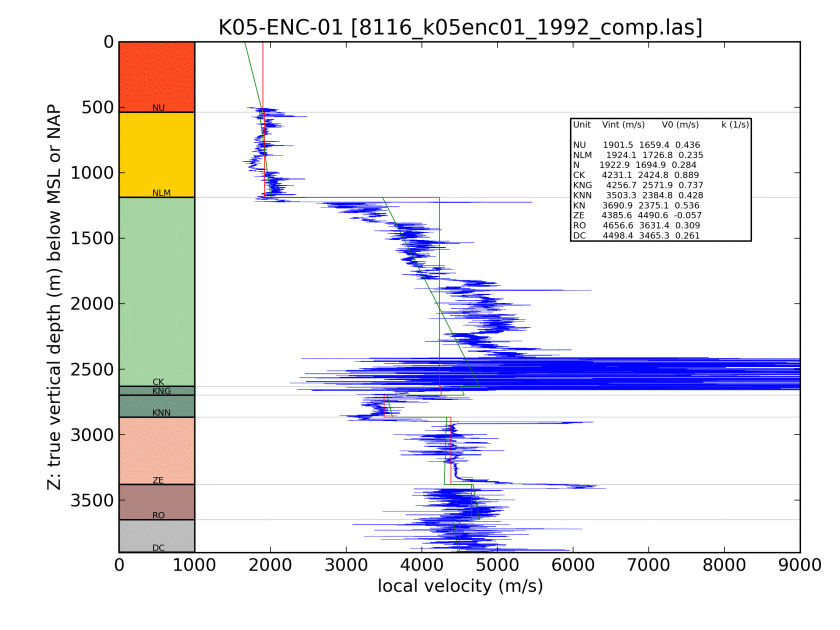 K05-ENC-01 [8116_k05enc01_1992_comp.las]
Z: true vertical depth (m) below MSL or NAP
0
500
1000
1500
2000
2500
3000
3500
NU
NLM
CK
KNG
KNN
ZE
RO
DC
Unit Vint (m/s) V0 (m/s) k (1/s)
NU 1901.5 1659.4 0.436
NLM 1924.1 1726.8 0.235
N 1922.9 1694.9 0.284
CK 4231.1 2424.8 0.889
KNG 4256.7 2571.9 0.737
KNN 3503.3 2384.8 0.428
KN 3690.9 2375.1 0.536
ZE 4385.6 4490.6 -0.057
RO 4656.6 3631.4 0.309
DC 4498.4 3465.3 0.261
0 1000 2000 3000 4000 5000 6000 7000 8000 9000
local velocity (m/s)